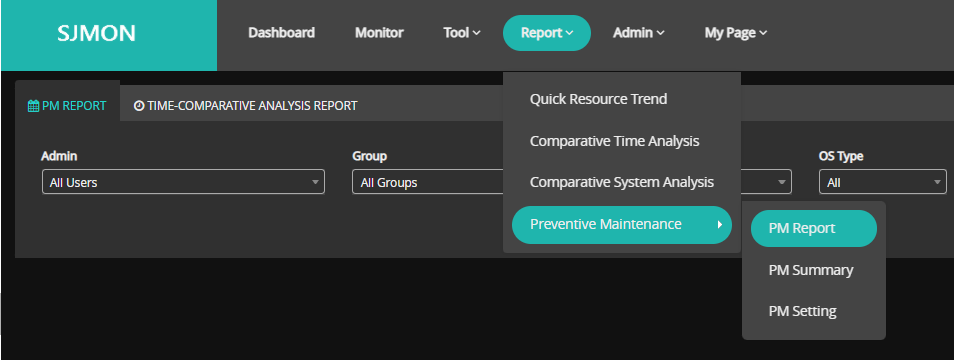 SJMON
Dashboard Monitor Tool Report Admin My Page
PM REPORT TIME-COMPARATIVE ANALYSIS REPORT
Quick Resource Trend
Comparative Time Analysis
Comparative System Analysis
Preventive Maintenance
PM Report
PM Summary
PM Setting
Admin Group OS Type
All Users All Groups All